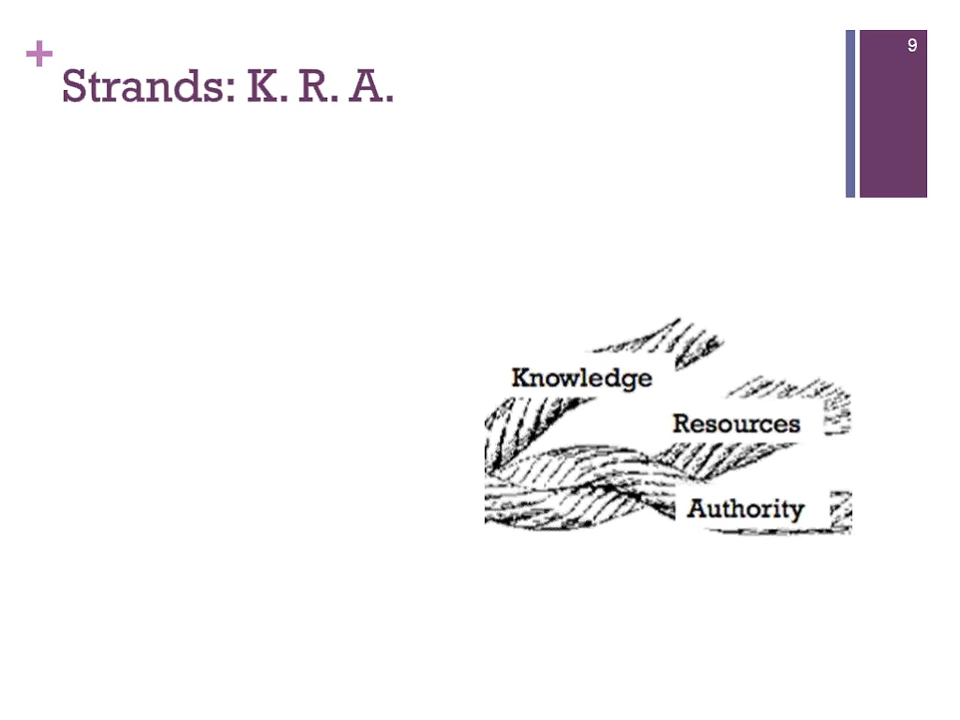 9
+
Strands: K. R. A.
Knowledge
Resources
Authority